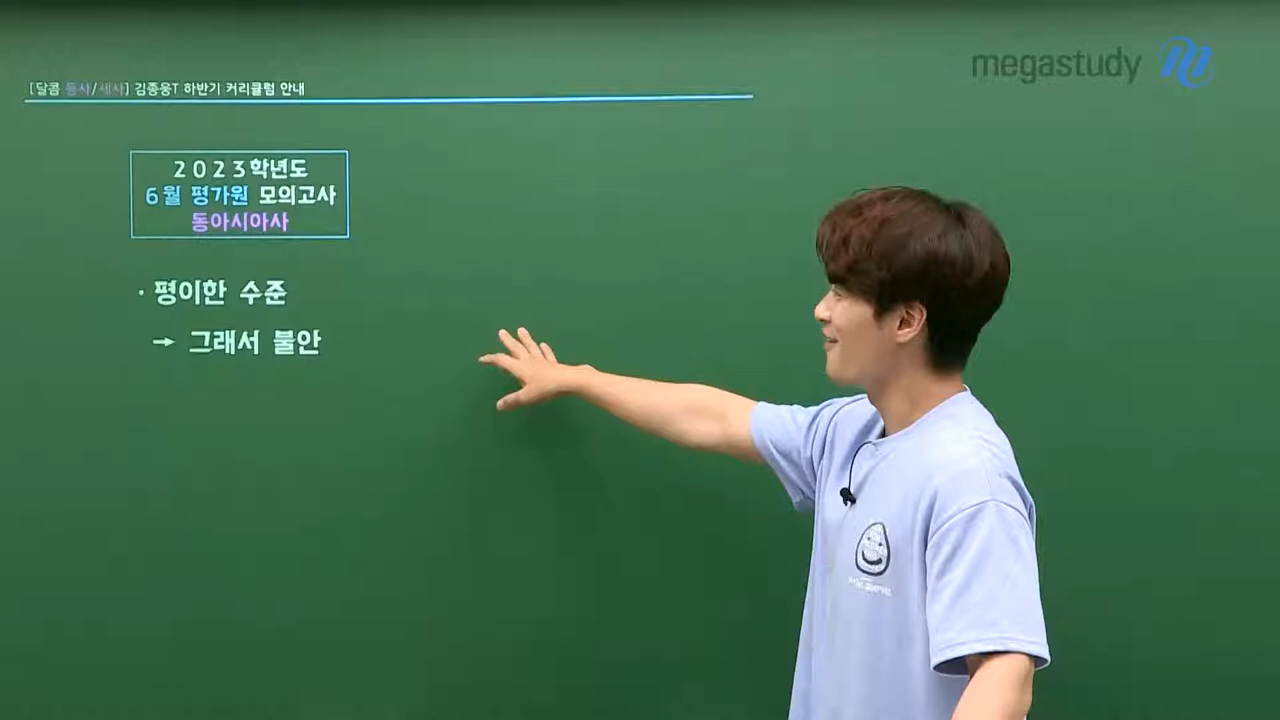 [달콤 동사/세사] 김종웅T 하반기 커리큘럼 안내
megastudy
2023학년도
6월 평가원 모의고사
동아시아사
· 평이한 수준
→ 그래서 불안